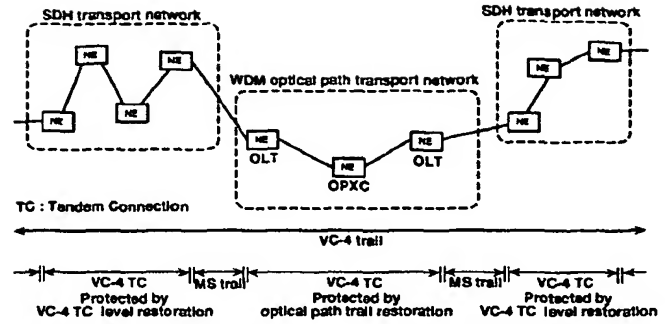 SDH transport network
SDH transport network
NE
NE
NE
NE
WDM optical path transport network
NE
NE
NE
NE
NE
NE
OLT
OLT
OPXC
TC : Tandem Connection
VC-4 trail
VC-4 TC
MS trail
VC-4 TC
MS trail
VC-4 TC
Protected by
Protected by
Protected by
VC-4 TC level restoration
optical path trail restoration
VC-4 TC level restoration